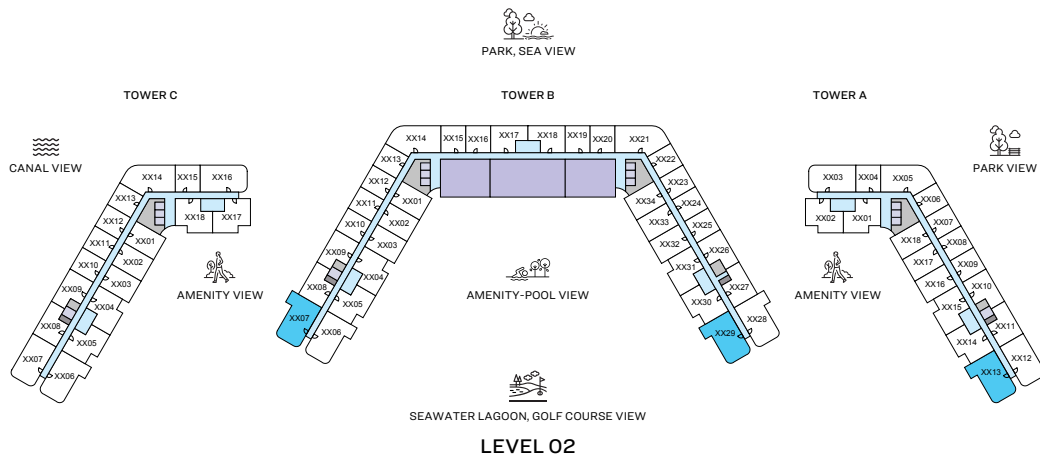 PARK, SEA VIEW
TOWER C
TOWER B
TOWER A
CANAL VIEW
PARK VIEW
XX14
XX15
XX16
XX13
XX18
XX17
XX12
XX01
XX11
XX02
XX10
XX03
XX09
XX04
XX08
XX05
XX07
XX06
AMENITY VIEW
XX14
XX15
XX16
XX17
XX18
XX19
XX20
XX21
XX13
XX22
XX12
XX01
XX23
XX34
XX11
XX02
XX24
XX33
XX10
XX03
XX25
XX32
XX09
XX04
XX26
XX31
XX08
XX05
XX27
XX30
XX07
XX06
XX28
XX29
AMENITY-POOL VIEW
XX03
XX04
XX05
XX02
XX01
XX06
XX07
XX18
XX08
XX17
XX09
XX16
XX10
XX15
XX11
XX14
XX12
XX13
AMENITY VIEW
SEAWATER LAGOON, GOLF COURSE VIEW
LEVEL 02